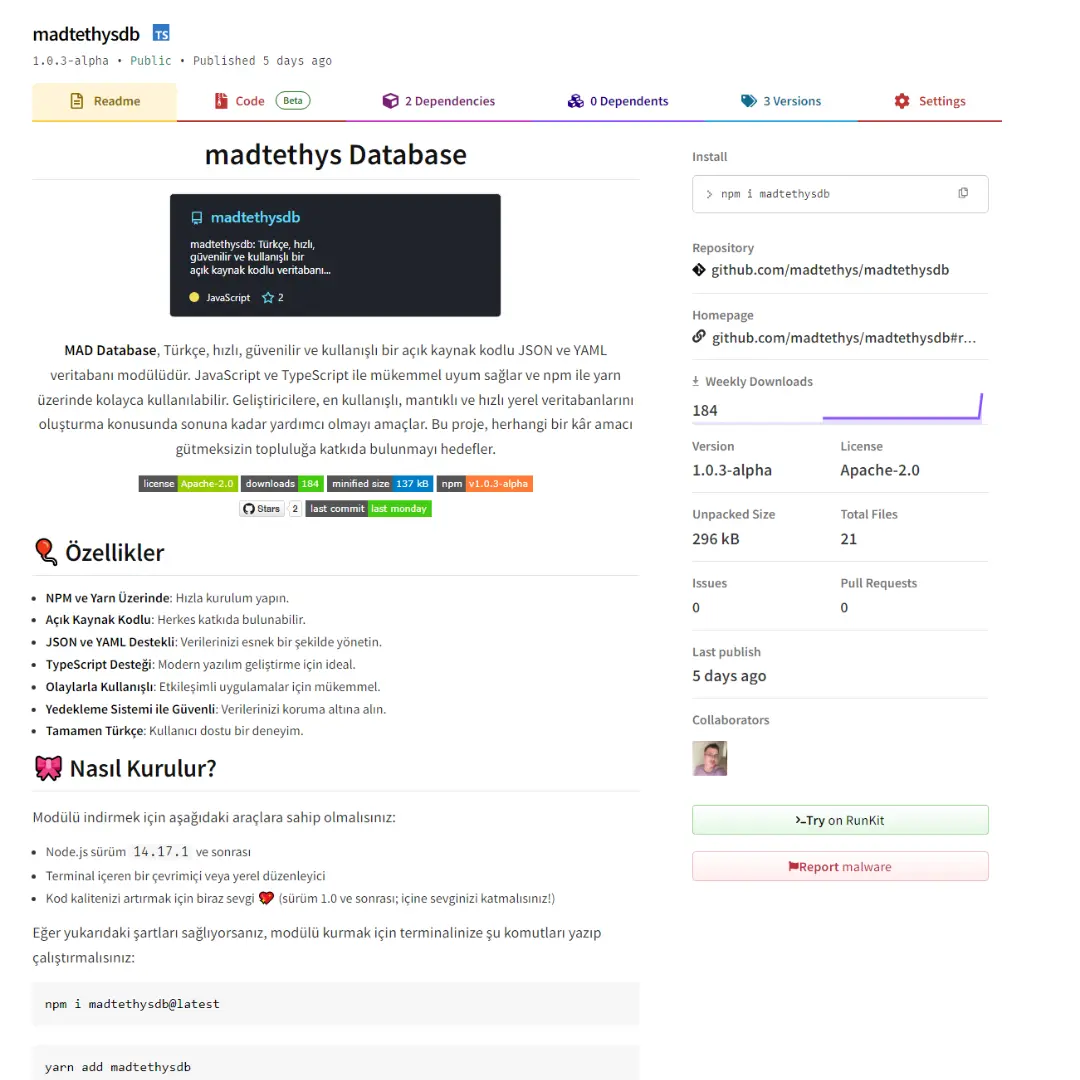 madtethysdb TS
1.0.3-alpha • Public • Published 5 days ago
Readme
Code Beta
2 Dependencies
0 Dependents
3 Versions
Settings
madtethys Database
madtethysdb
madtethysdb: Türkçe, hızlı,
güvenilir ve kullanışlı bir
açık kaynak kodlu veritabanı...
JavaScript 2
MAD Database, Türkçe, hızlı, güvenilir ve kullanışlı bir açık kaynak kodlu JSON ve YAML
veritabanı modülüdür. JavaScript ve TypeScript ile mükemmel uyum sağlar ve npm ile yarn
üzerinde kolayca kullanılabilir. Geliştiricilere, en kullanışlı, mantıklı ve hızlı yerel veritabanlarını
oluşturma konusunda sonuna kadar yardımcı olmayı amaçlar. Bu proje, herhangi bir kâr amacı
gütmeksizin topluluğa katkıda bulunmayı hedefler.
license Apache-2.0 downloads 184 minified size 137 kB npm v1.0.3-alpha
Stars 2 last commit last monday
Özellikler
• NPM ve Yarn Üzerinde: Hızla kurulum yapın.
• Açık Kaynak Kodlu: Herkes katkıda bulunabilir.
• JSON ve YAML Destekli: Verilerinizi esnek bir şekilde yönetin.
• TypeScript Desteği: Modern yazılım geliştirme için ideal.
• Olaylarla Kullanışlı: Etkileşimli uygulamalar için mükemmel.
• Yedekleme Sistemi ile Güvenli: Verilerinizi koruma altına alın.
• Tamamen Türkçe: Kullanıcı dostu bir deneyim.
Nasıl Kurulur?
Modülü indirmek için aşağıdaki araçlara sahip olmalısınız:
• Node.js sürüm 14.17.1 ve sonrası
• Terminal içeren bir çevrimiçi veya yerel düzenleyici
• Kod kalitenizi artırmak için biraz sevgi 💖 (sürüm 1.0 ve sonrası; içine sevginizi katmalısınız!)
Eğer yukarıdaki şartları sağlıyorsanız, modülü kurmak için terminalinize şu komutları yazıp
çalıştırmalısınız:
npm i madtethysdb@latest
yarn add madtethysdb
Install
> npm i madtethysdb
Repository
github.com/madtethys/madtethysdb
Homepage
github.com/madtethys/madtethysdb#r...
Weekly Downloads
184
Version
1.0.3-alpha
License
Apache-2.0
Unpacked Size
296 kB
Total Files
21
Issues
0
Pull Requests
0
Last publish
5 days ago
Collaborators
>_Try on RunKit
Report malware